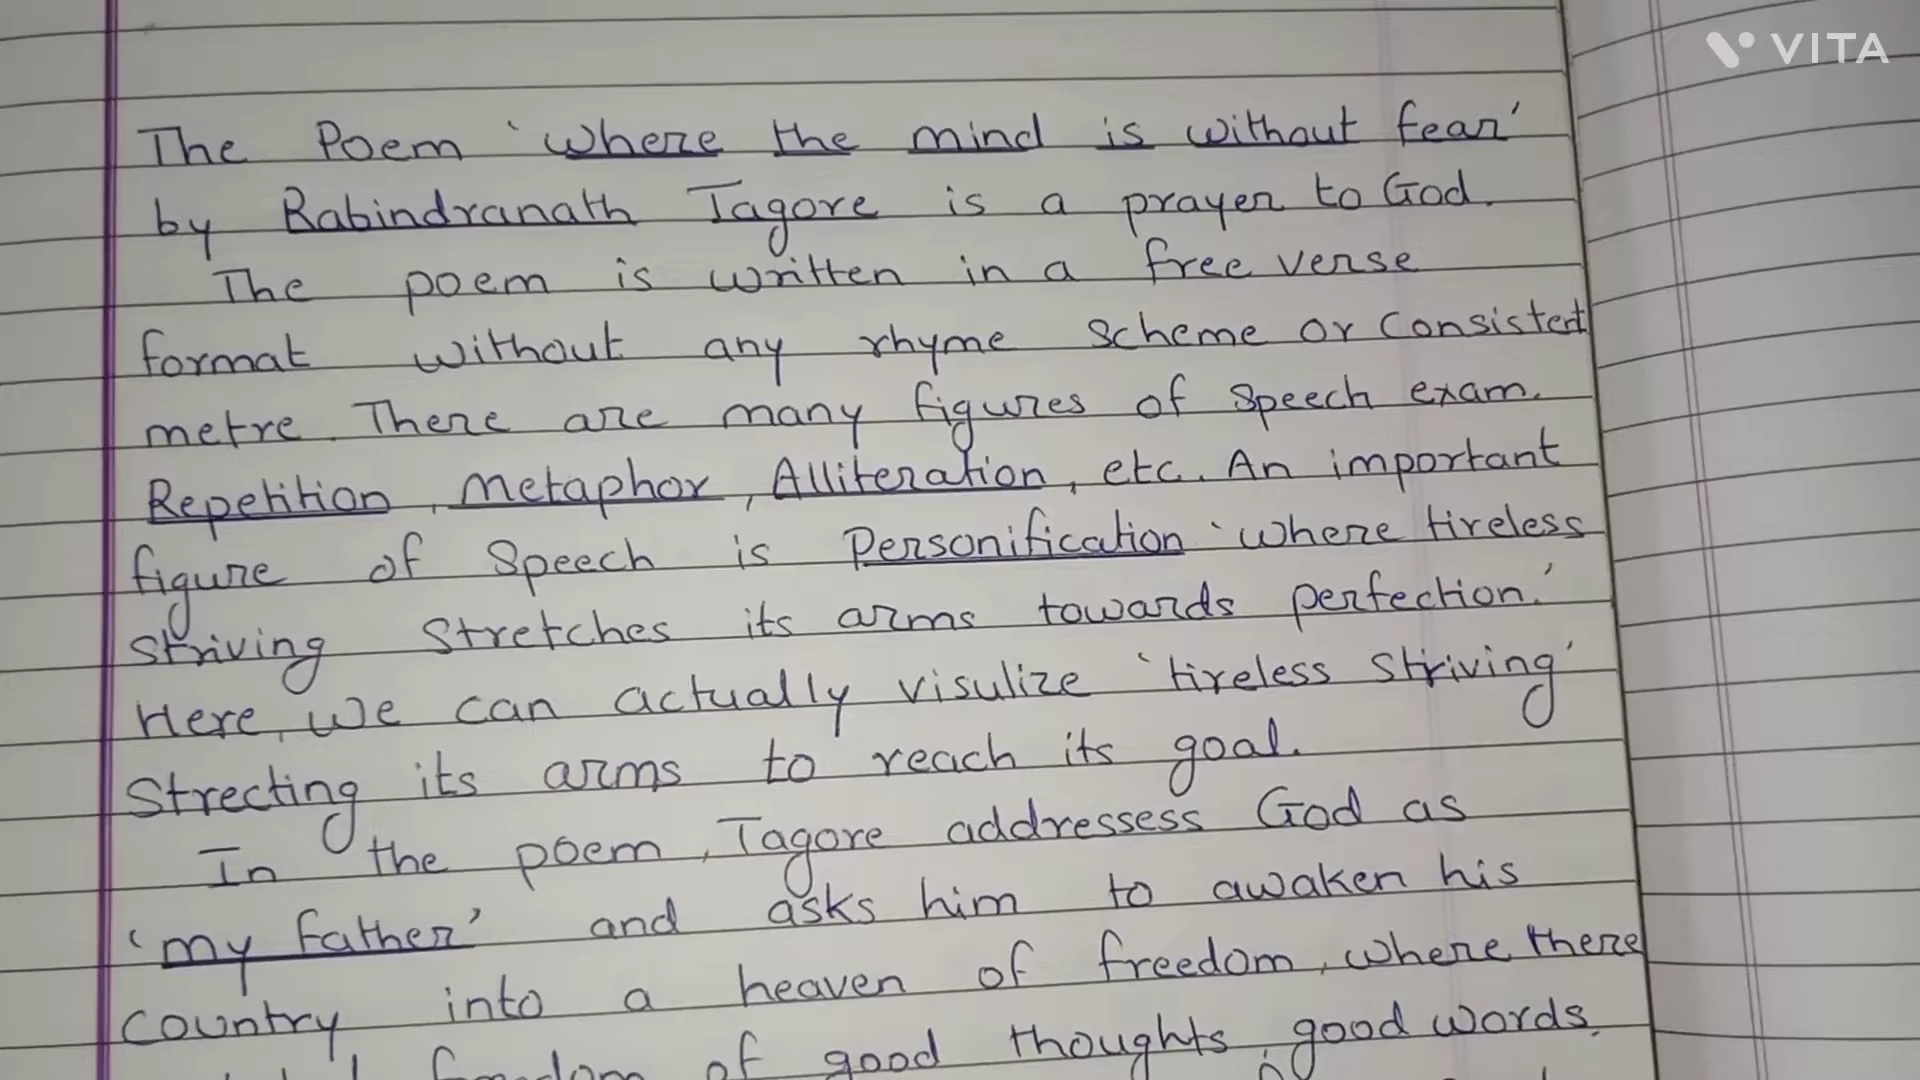 VITA
The Poem 'where the mind is without fear'
by Rabindranath Tagore is a prayer to God.
The poem is written in a free verse
format without any rhyme scheme or consistent
metre. There are many figures of speech exam.
Repetition, Metaphor, Alliteration, etc. An important
figure of speech is Personification 'where tireless
striving stretches its arms towards perfection.'
Here, we can actually visulize 'tireless striving'
strecting its arms to reach its goal.
In the poem, Tagore addressess God as
'my father' and asks him to awaken his
country into a heaven of freedom, where there
freedom of good thoughts, good words,